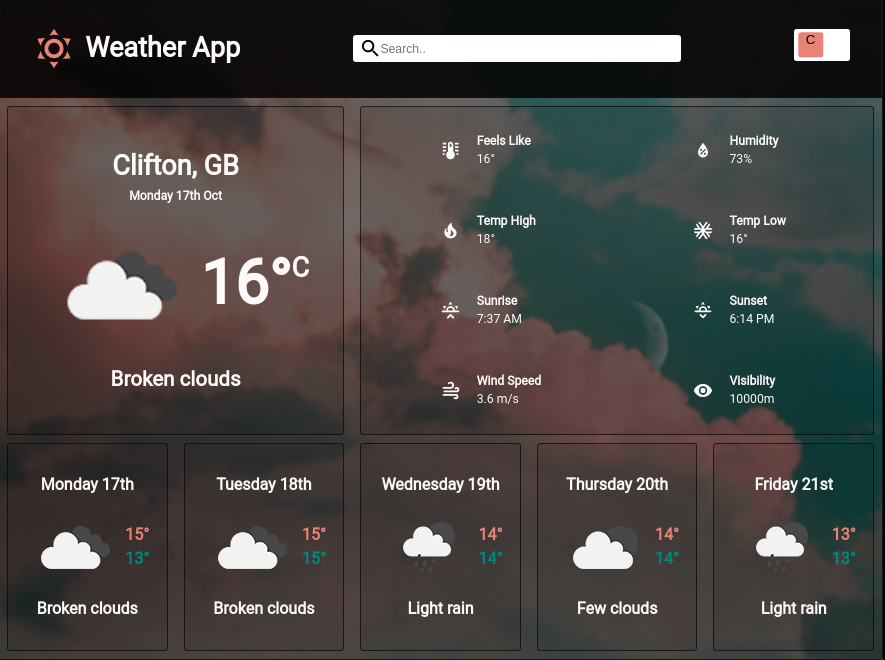 Weather App
Search..
C
Clifton, GB
Monday 17th Oct
16°C
Broken clouds
Feels Like
16°
Humidity
73%
Temp High
18°
Temp Low
16°
Sunrise
7:37 AM
Sunset
6:14 PM
Wind Speed
3.6 m/s
Visibility
10000m
Monday 17th
15°
13°
Broken clouds
Tuesday 18th
15°
15°
Broken clouds
Wednesday 19th
14°
14°
Light rain
Thursday 20th
14°
14°
Few clouds
Friday 21st
13°
13°
Light rain